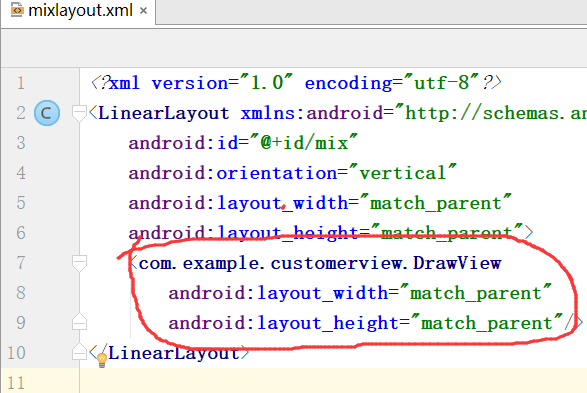 mixlayout.xml ×
1 <?xml version="1.0" encoding="utf-8"?>
2 C <LinearLayout xmlns:android="http://schemas.an
3 android:id="@+id/mix"
4 android:orientation="vertical"
5 android:layout_width="match_parent"
6 android:layout_height="match_parent">
7 <com.example.customerview.DrawView
8 android:layout_width="match_parent"
9 android:layout_height="match_parent"/>
10 </LinearLayout>
11